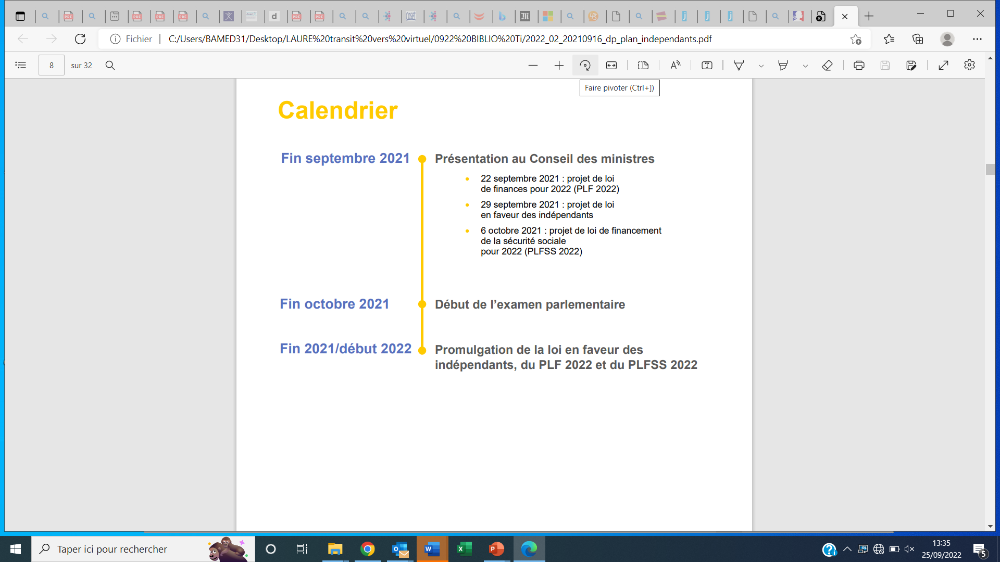 Fichier
C:/Users/BAMED31/Desktop/LAURE%20transit%20vers%20virtuel/0922%20BIBLIO%20Ti/2022_02_20210916_dp_plan_independants.pdf
8 sur 32
Faire pivoter (Ctrl+])
Calendrier
Fin septembre 2021
Présentation au Conseil des ministres
• 22 septembre 2021 : projet de loi
de finances pour 2022 (PLF 2022)
• 29 septembre 2021 : projet de loi
en faveur des indépendants
• 6 octobre 2021 : projet de loi de financement
de la sécurité sociale
pour 2022 (PLFSS 2022)
Fin octobre 2021
Début de l’examen parlementaire
Fin 2021/début 2022
Promulgation de la loi en faveur des
indépendants, du PLF 2022 et du PLFSS 2022
Taper ici pour rechercher
13:35
25/09/2022
5